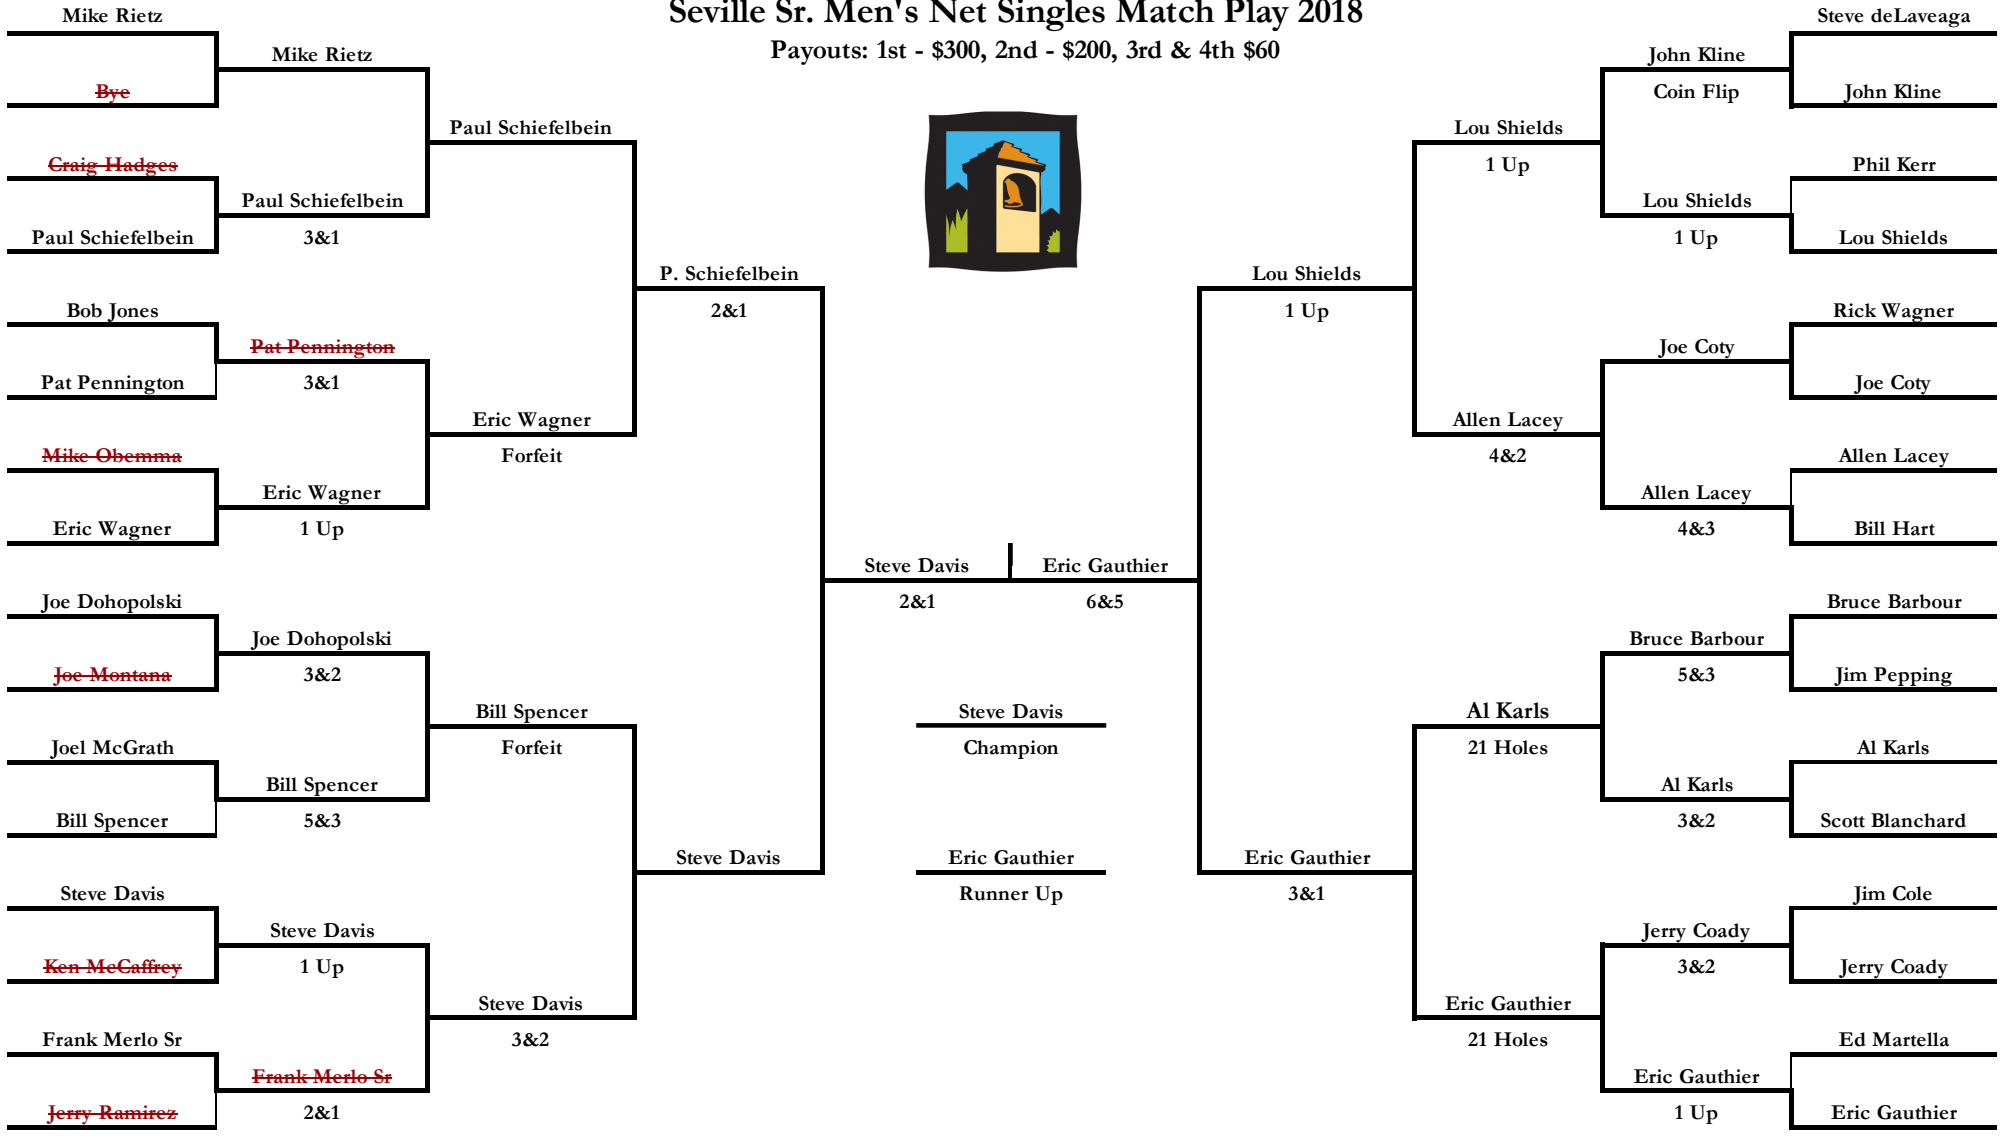 Seville Sr. Men's Net Singles Match Play 2018
Payouts: 1st - $300, 2nd - $200, 3rd & 4th $60
Mike Rietz
Bye
Craig Hadges
Paul Schiefelbein
Bob Jones
Pat Pennington
Mike Obemma
Eric Wagner
Joe Dohopolski
Joe Montana
Joel McGrath
Bill Spencer
Steve Davis
Ken McCaffrey
Frank Merlo Sr
Jerry Ramirez
Mike Rietz
Paul Schiefelbein
3&1
Pat Pennington
3&1
Eric Wagner
1 Up
Joe Dohopolski
3&2
Bill Spencer
5&3
Steve Davis
1 Up
Frank Merlo Sr
2&1
Paul Schiefelbein
Eric Wagner
Forfeit
Bill Spencer
Forfeit
Steve Davis
3&2
P. Schiefelbein
2&1
Steve Davis
Steve Davis
2&1
Eric Gauthier
6&5
Steve Davis
Champion
Eric Gauthier
Runner Up
Lou Shields
1 Up
Eric Gauthier
3&1
Lou Shields
1 Up
Allen Lacey
4&2
Al Karls
21 Holes
Eric Gauthier
21 Holes
John Kline
Coin Flip
Lou Shields
1 Up
Joe Coty
Allen Lacey
4&3
Bruce Barbour
5&3
Al Karls
3&2
Jerry Coady
3&2
Eric Gauthier
1 Up
Steve deLaveaga
John Kline
Phil Kerr
Lou Shields
Rick Wagner
Joe Coty
Allen Lacey
Bill Hart
Bruce Barbour
Jim Pepping
Al Karls
Scott Blanchard
Jim Cole
Jerry Coady
Ed Martella
Eric Gauthier